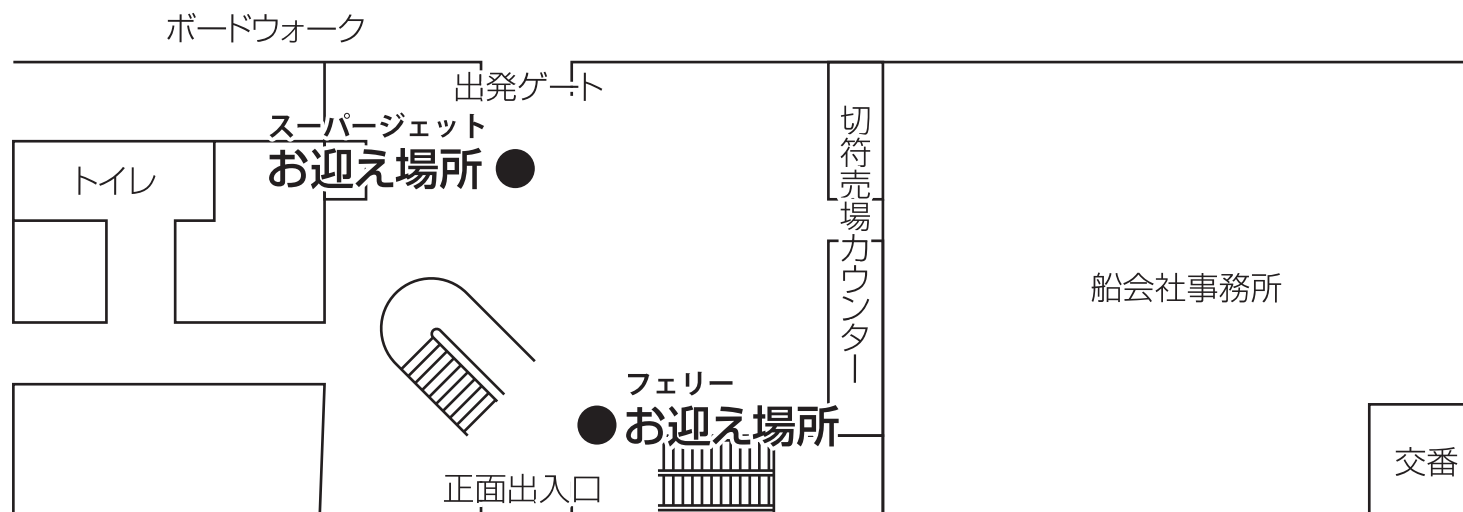 ボードウォーク
出発ゲート
スーパージェット
お迎え場所
トイレ
切符売場カウンター
船会社事務所
フェリー
お迎え場所
交番
正面出入口